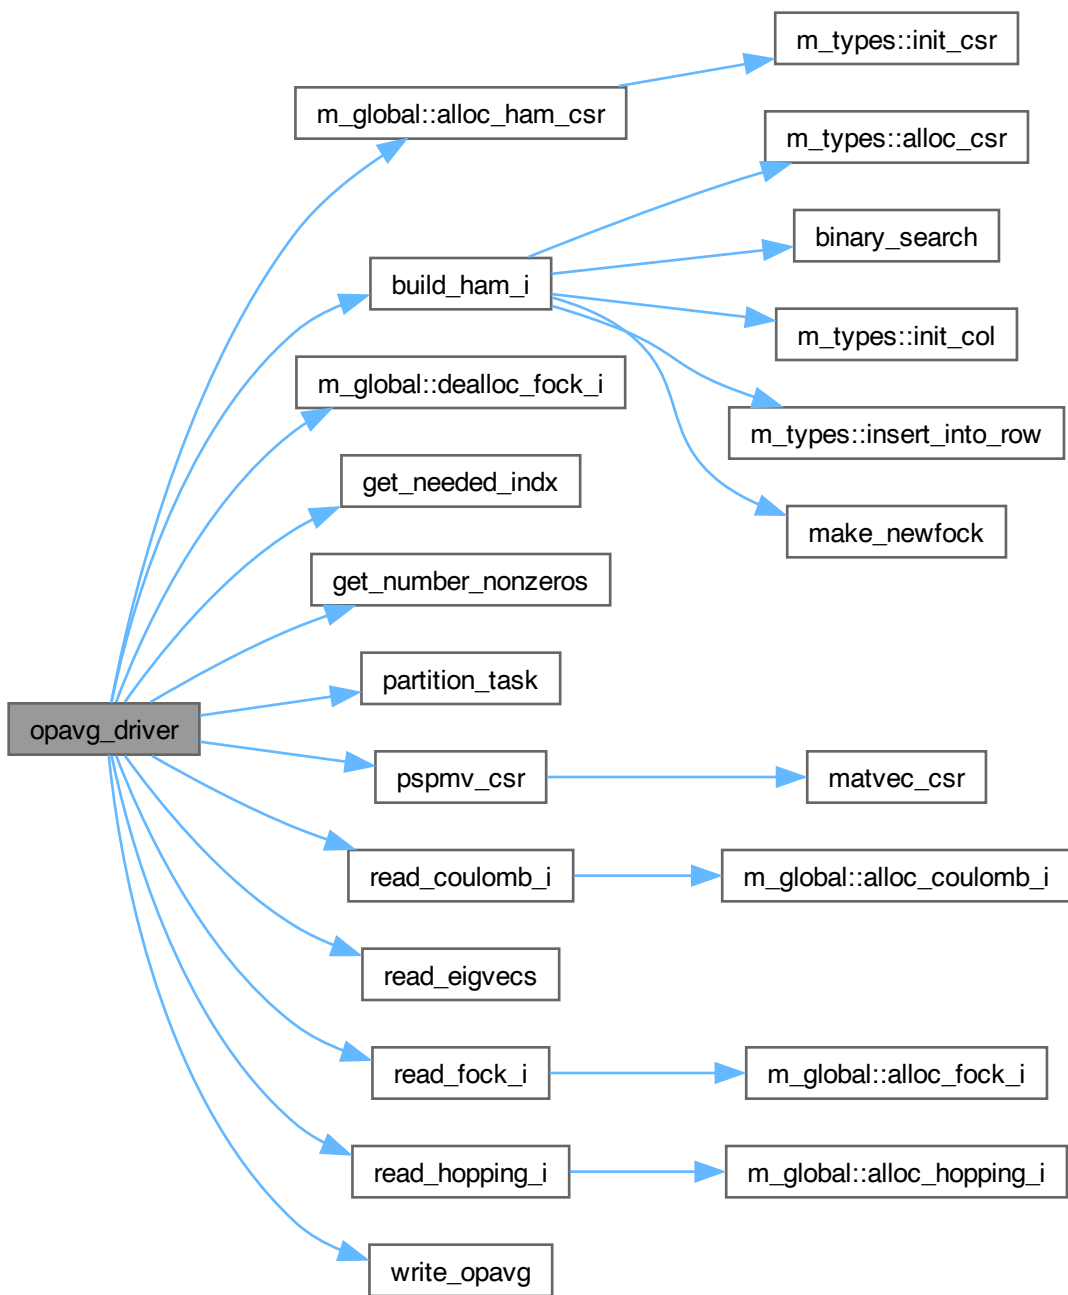 m_types::init_csr
m_global::alloc_ham_csr
m_types::alloc_csr
binary_search
build_ham_i
m_types::init_col
m_global::dealloc_fock_i
m_types::insert_into_row
get_needed_indx
make_newfock
get_number_nonzeros
partition_task
opavg_driver
pspmv_csr
matvec_csr
read_coulomb_i
m_global::alloc_coulomb_i
read_eigvecs
read_fock_i
m_global::alloc_fock_i
read_hopping_i
m_global::alloc_hopping_i
write_opavg